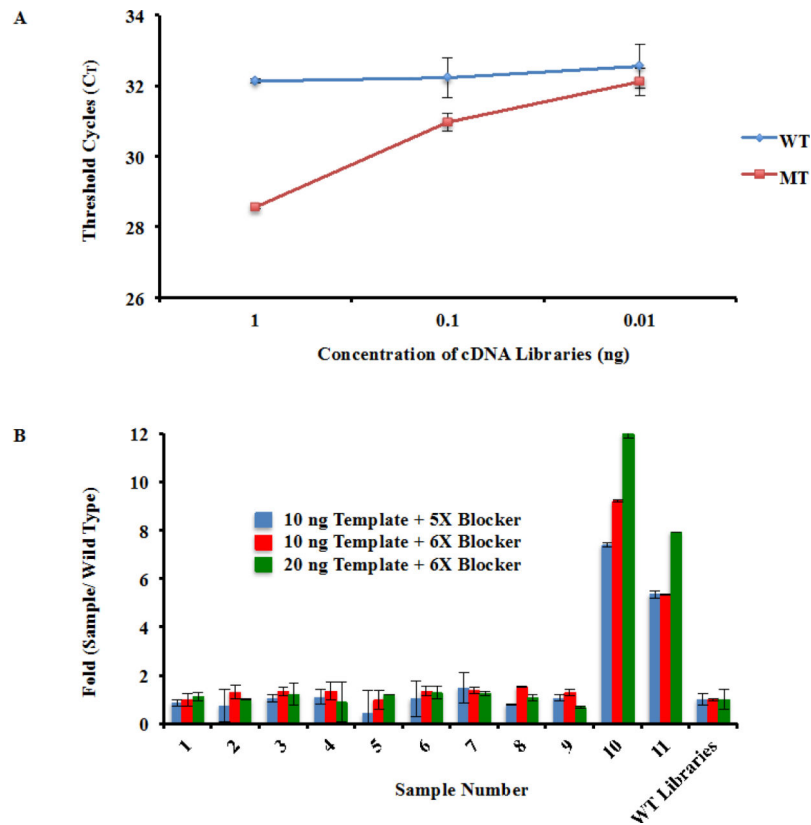 A
34
32
30
28
26
Threshold Cycles (CT)
WT
MT
1 0.1 0.01
Concentration of cDNA Libraries (ng)
B
12
10
8
6
4
2
0
Fold (Sample/ Wild Type)
10 ng Template + 5X Blocker
10 ng Template + 6X Blocker
20 ng Template + 6X Blocker
1 2 3 4 5 6 7 8 9 10 11 WT Libraries
Sample Number